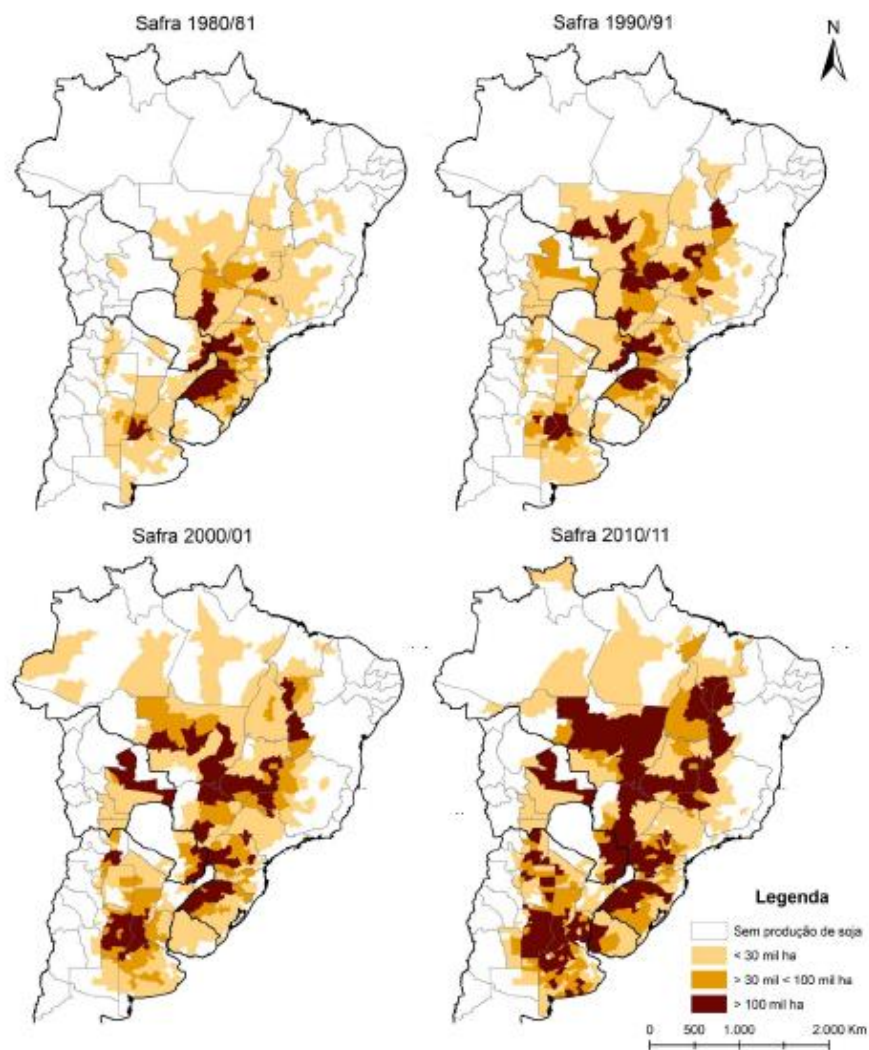 Safra 1980/81
Safra 1990/91
N
Safra 2000/01
Safra 2010/11
Legenda
Sem produção de soja
< 30 mil ha
> 30 mil < 100 mil ha
> 100 mil ha
0 500 1.000 2.000 Km